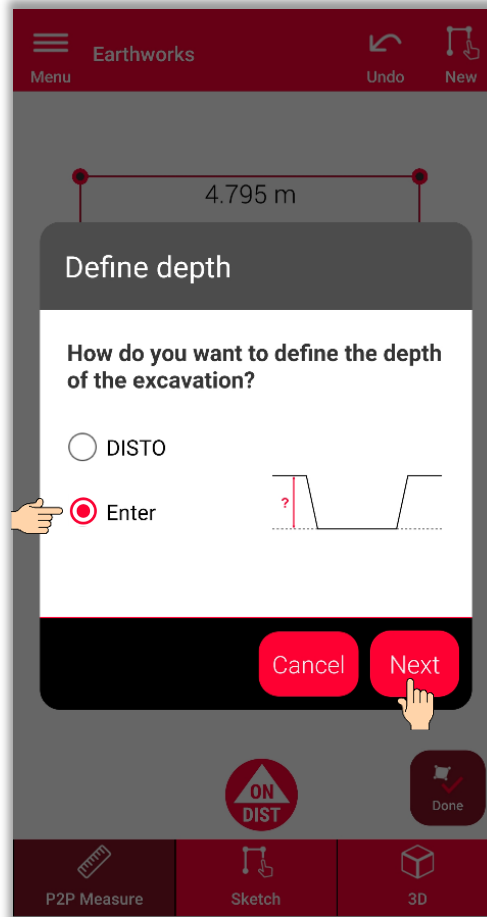 Earthworks
Menu
Undo
New
4.795 m
Define depth
How do you want to define the depth
of the excavation?
DISTO
Enter
?
Cancel
Next
ON
DIST
Done
P2P Measure
Sketch
3D